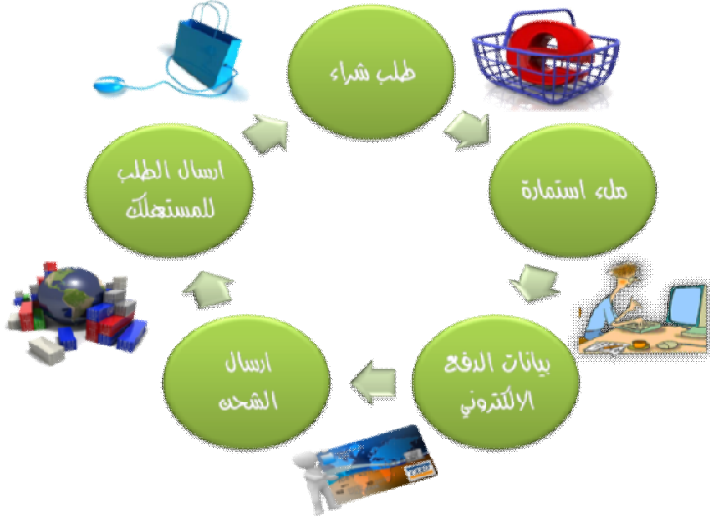 طلب شراء
ملء استمارة
بيانات الدفع
الالكتروني
ارسال
الشحن
ارسال الطلب
للمستهلك